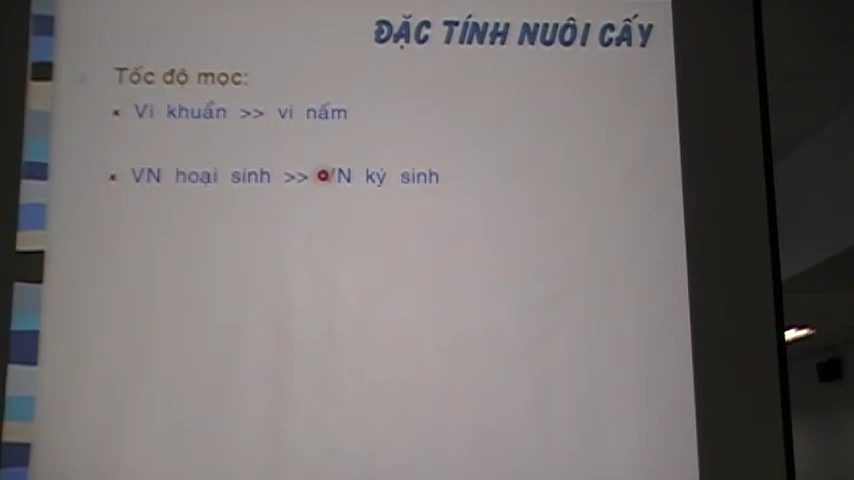 ĐẶC TÍNH NUÔI CẤY
Tốc độ mọc:
Vi khuẩn >> vi nấm
VN hoại sinh >> VN ký sinh